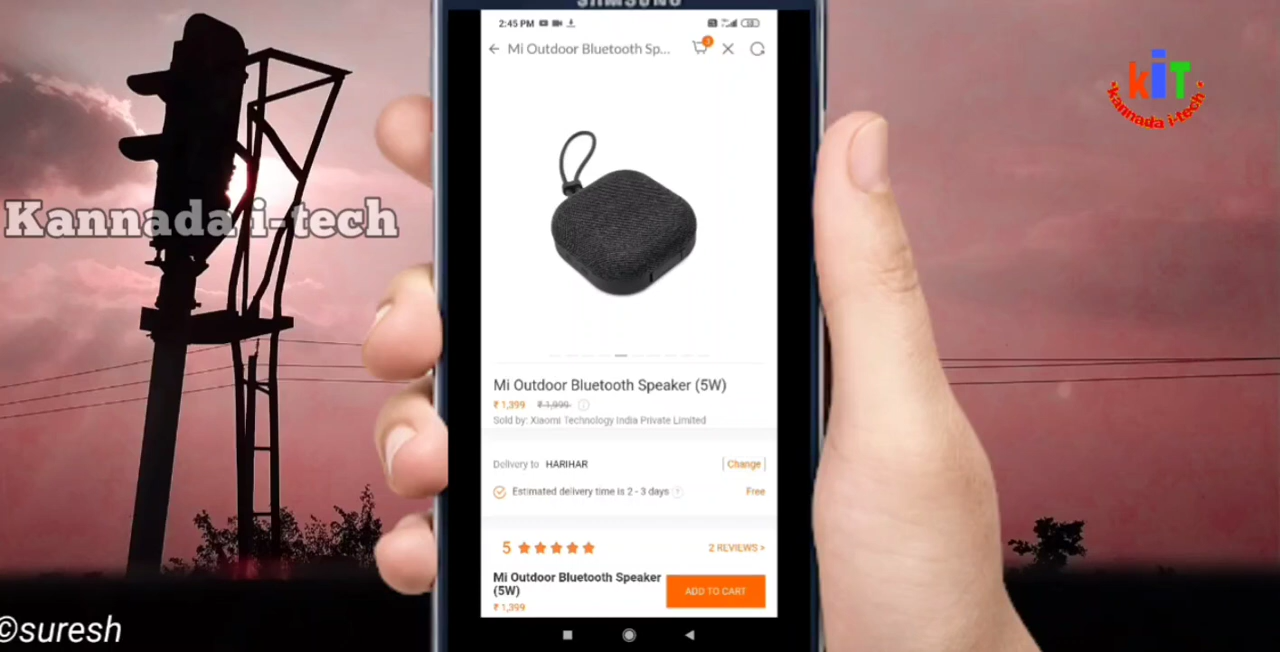 SAMSUNG
2:45 PM
Mi Outdoor Bluetooth Sp...
3
KiT
kannada i-tech
Kannada i-tech
Mi Outdoor Bluetooth Speaker (5W)
₹ 1,399 ₹ 1,999
Sold by: Xiaomi Technology India Private Limited
Delivery to HARIHAR Change
Estimated delivery time is 2 - 3 days ? Free
5 2 REVIEWS >
Mi Outdoor Bluetooth Speaker
(5W)
₹ 1,399
ADD TO CART
©suresh